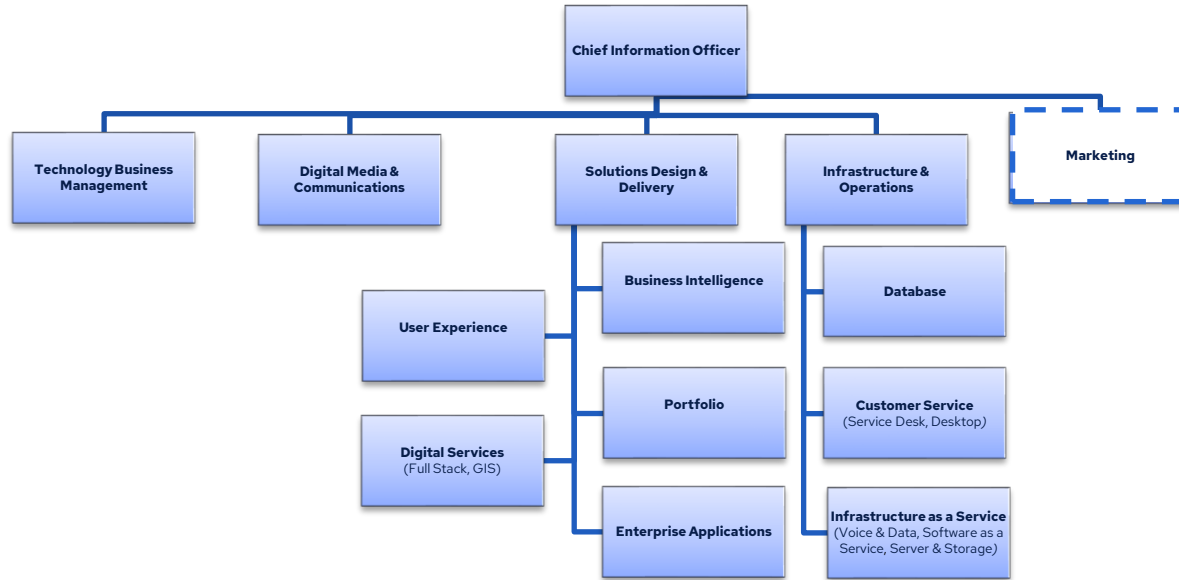 Chief Information Officer
Technology Business
Management
Digital Media &
Communications
Solutions Design &
Delivery
Infrastructure &
Operations
Marketing
User Experience
Digital Services
(Full Stack, GIS)
Business Intelligence
Portfolio
Enterprise Applications
Database
Customer Service
(Service Desk, Desktop)
Infrastructure as a Service
(Voice & Data, Software as a
Service, Server & Storage)